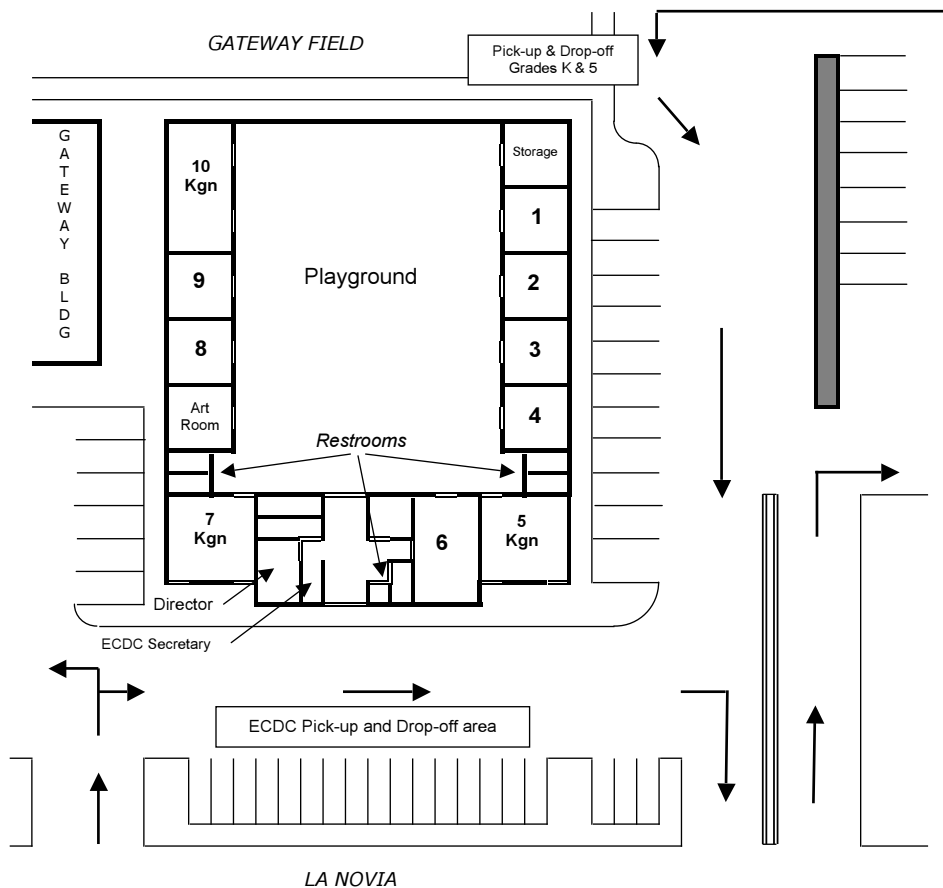 GATEWAY FIELD
Pick-up & Drop-off
Grades K & 5
GATEWAY BLDG
10
Kgn
Storage
1
9
Playground
2
8
3
Art
Room
4
Restrooms
7
Kgn
6
5
Kgn
Director
ECDC Secretary
ECDC Pick-up and Drop-off area
LA NOVIA